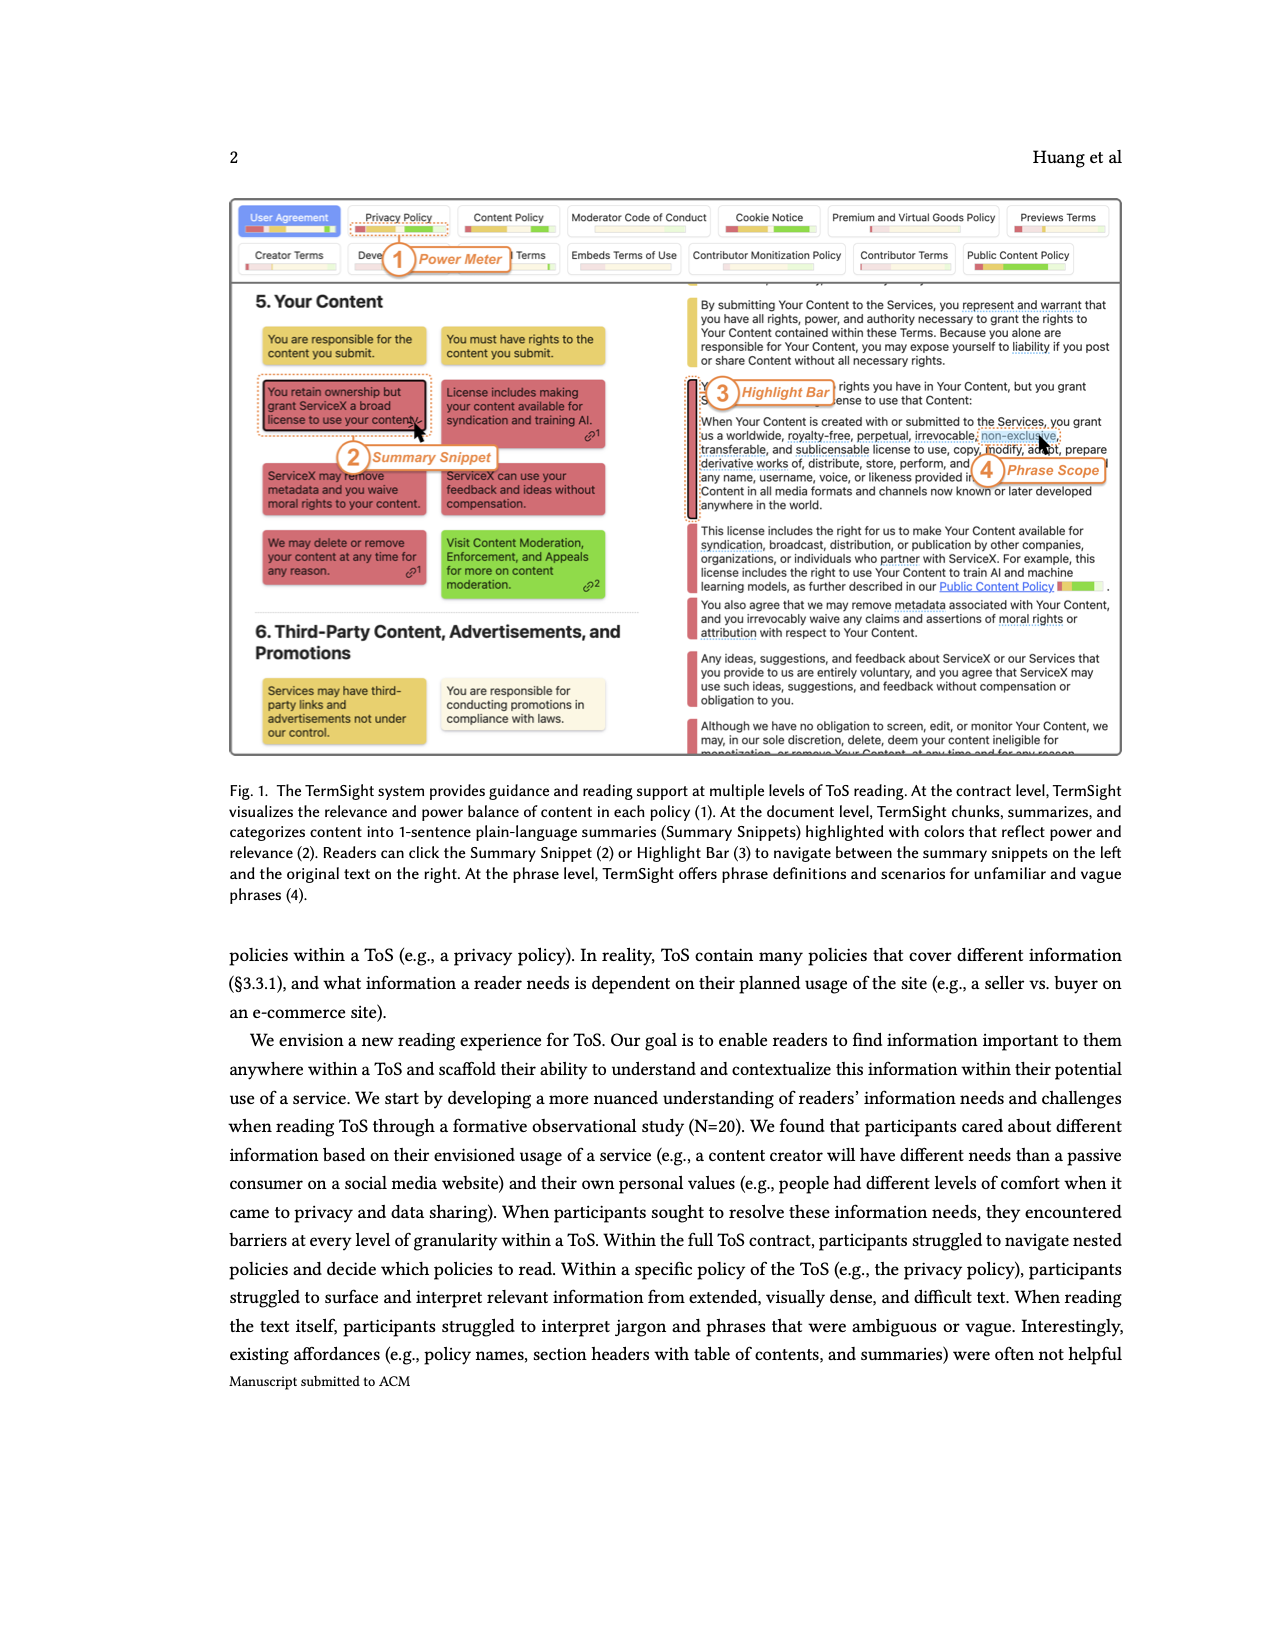 2
Huang et al
User Agreement
Privacy Policy
Content Policy
Moderator Code of Conduct
Cookie Notice
Premium and Virtual Goods Policy
Previews Terms
Creator Terms
Deve
1 Power Meter
Terms
Embeds Terms of Use
Contributor Monitization Policy
Contributor Terms
Public Content Policy
5. Your Content
You are responsible for the
content you submit.
You must have rights to the
content you submit.
You retain ownership but
grant ServiceX a broad
license to use your content.
License includes making
your content available for
syndication and training AI.
1
2 Summary Snippet
ServiceX may remove
metadata and you waive
moral rights to your content.
ServiceX can use your
feedback and ideas without
compensation.
We may delete or remove
your content at any time for
any reason.
1
Visit Content Moderation,
Enforcement, and Appeals
for more on content
moderation.
2
6. Third-Party Content, Advertisements, and
Promotions
Services may have third-
party links and
advertisements not under
our control.
You are responsible for
conducting promotions in
compliance with laws.
By submitting Your Content to the Services, you represent and warrant that
you have all rights, power, and authority necessary to grant the rights to
Your Content contained within these Terms. Because you alone are
responsible for Your Content, you may expose yourself to liability if you post
or share Content without all necessary rights.
3 Highlight Bar
rights you have in Your Content, but you grant
ense to use that Content:
When Your Content is created with or submitted to the Services, you grant
us a worldwide, royalty-free, perpetual, irrevocable, non-exclusive,
transferable, and sublicensable license to use, copy, modify, adapt, prepare
derivative works of, distribute, store, perform, and
4 Phrase Scope
any name, username, voice, or likeness provided in
Content in all media formats and channels now known or later developed
anywhere in the world.
This license includes the right for us to make Your Content available for
syndication, broadcast, distribution, or publication by other companies,
organizations, or individuals who partner with ServiceX. For example, this
license includes the right to use Your Content to train AI and machine
learning models, as further described in our Public Content Policy .
You also agree that we may remove metadata associated with Your Content,
and you irrevocably waive any claims and assertions of moral rights or
attribution with respect to Your Content.
Any ideas, suggestions, and feedback about ServiceX or our Services that
you provide to us are entirely voluntary, and you agree that ServiceX may
use such ideas, suggestions, and feedback without compensation or
obligation to you.
Although we have no obligation to screen, edit, or monitor Your Content, we
may, in our sole discretion, delete, deem your content ineligible for
monetization, or remove Your Content, at any time and for any reason
Fig. 1. The TermSight system provides guidance and reading support at multiple levels of ToS reading. At the contract level, TermSight
visualizes the relevance and power balance of content in each policy (1). At the document level, TermSight chunks, summarizes, and
categorizes content into 1-sentence plain-language summaries (Summary Snippets) highlighted with colors that reflect power and
relevance (2). Readers can click the Summary Snippet (2) or Highlight Bar (3) to navigate between the summary snippets on the left
and the original text on the right. At the phrase level, TermSight offers phrase definitions and scenarios for unfamiliar and vague
phrases (4).
policies within a ToS (e.g., a privacy policy). In reality, ToS contain many policies that cover different information
(§3.3.1), and what information a reader needs is dependent on their planned usage of the site (e.g., a seller vs. buyer on
an e-commerce site).
We envision a new reading experience for ToS. Our goal is to enable readers to find information important to them
anywhere within a ToS and scaffold their ability to understand and contextualize this information within their potential
use of a service. We start by developing a more nuanced understanding of readers' information needs and challenges
when reading ToS through a formative observational study (N=20). We found that participants cared about different
information based on their envisioned usage of a service (e.g., a content creator will have different needs than a passive
consumer on a social media website) and their own personal values (e.g., people had different levels of comfort when it
came to privacy and data sharing). When participants sought to resolve these information needs, they encountered
barriers at every level of granularity within a ToS. Within the full ToS contract, participants struggled to navigate nested
policies and decide which policies to read. Within a specific policy of the ToS (e.g., the privacy policy), participants
struggled to surface and interpret relevant information from extended, visually dense, and difficult text. When reading
the text itself, participants struggled to interpret jargon and phrases that were ambiguous or vague. Interestingly,
existing affordances (e.g., policy names, section headers with table of contents, and summaries) were often not helpful
Manuscript submitted to ACM